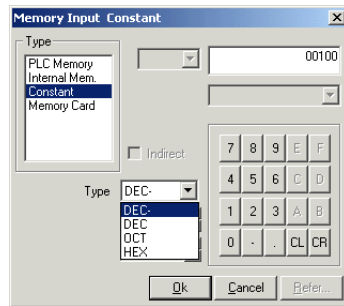 Memory Input Constant
Type
PLC Memory
Internal Mem.
Constant
Memory Card
00100
Indirect
Type DEC-
DEC-
DEC
OCT
HEX
7 8 9 E F
4 5 6 C D
1 2 3 A B
0 - . CL CR
Ok Cancel Refer...